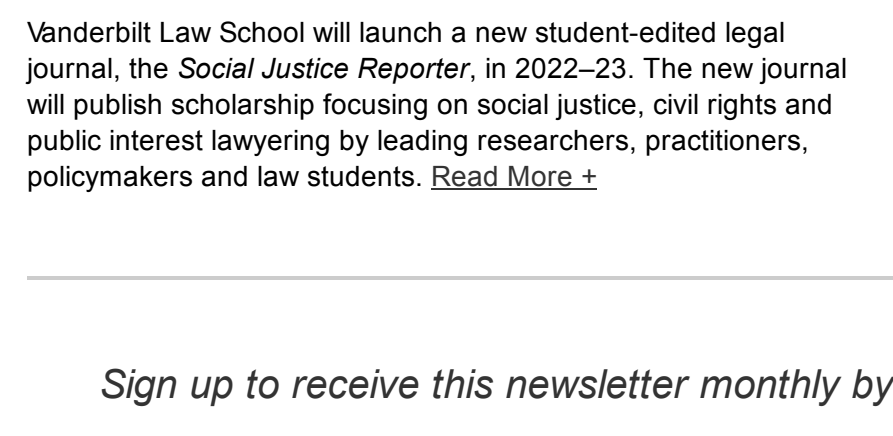 Vanderbilt Law School will launch a new student-edited legal
journal, the Social Justice Reporter, in 2022–23. The new journal
will publish scholarship focusing on social justice, civil rights and
public interest lawyering by leading researchers, practitioners,
policymakers and law students. Read More +
Sign up to receive this newsletter monthly by